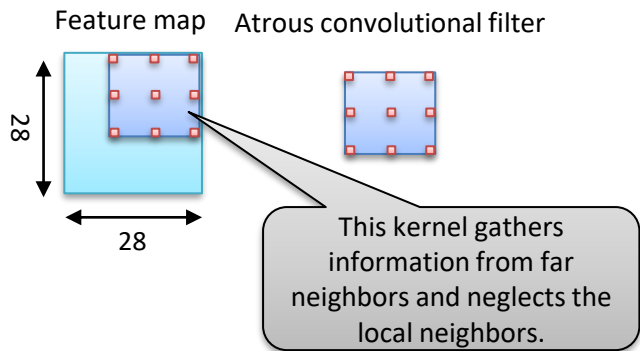 Feature map
Atrous convolutional filter
28
28
This kernel gathers
information from far
neighbors and neglects the
local neighbors.